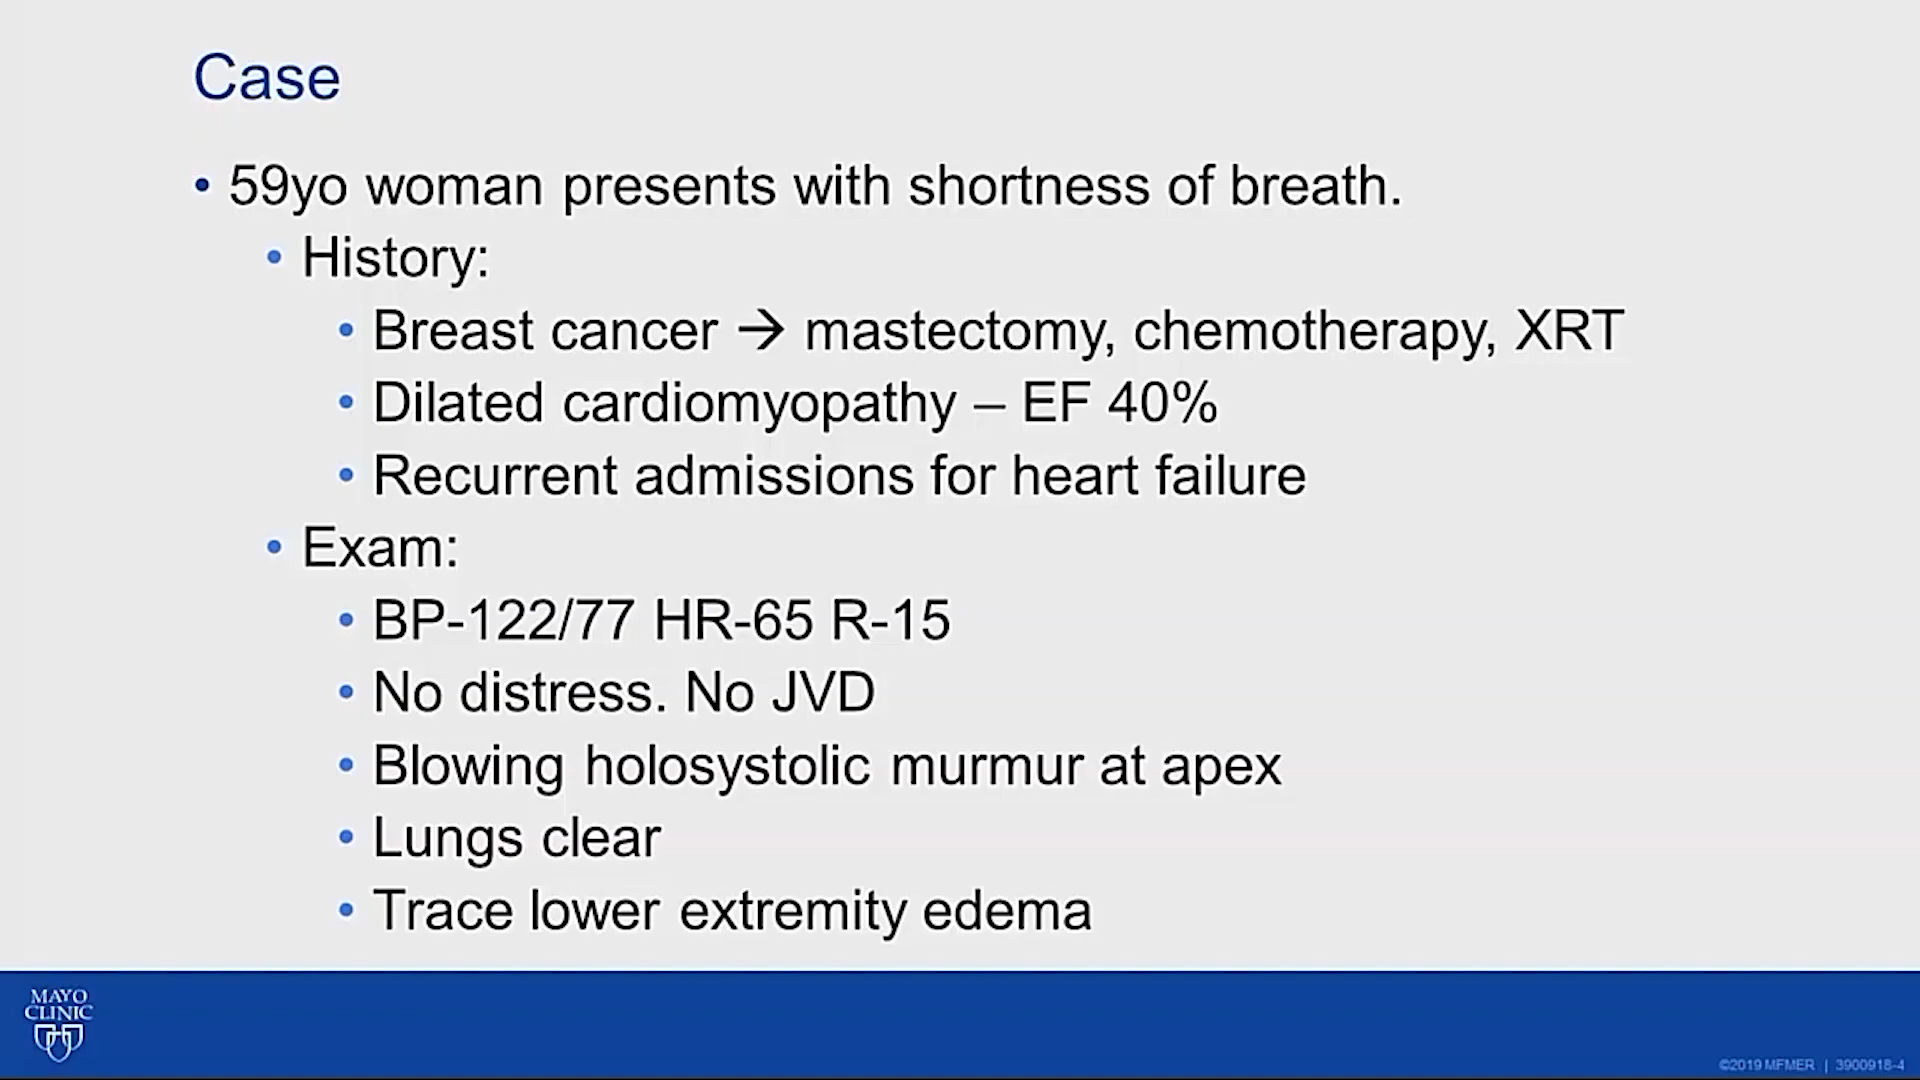 Case
• 59yo woman presents with shortness of breath.
• History:
• Breast cancer → mastectomy, chemotherapy, XRT
• Dilated cardiomyopathy – EF 40%
• Recurrent admissions for heart failure
• Exam:
• BP-122/77 HR-65 R-15
• No distress. No JVD
• Blowing holosystolic murmur at apex
• Lungs clear
• Trace lower extremity edema
MAYO
CLINIC
©2019 MFMER | 3900918-4